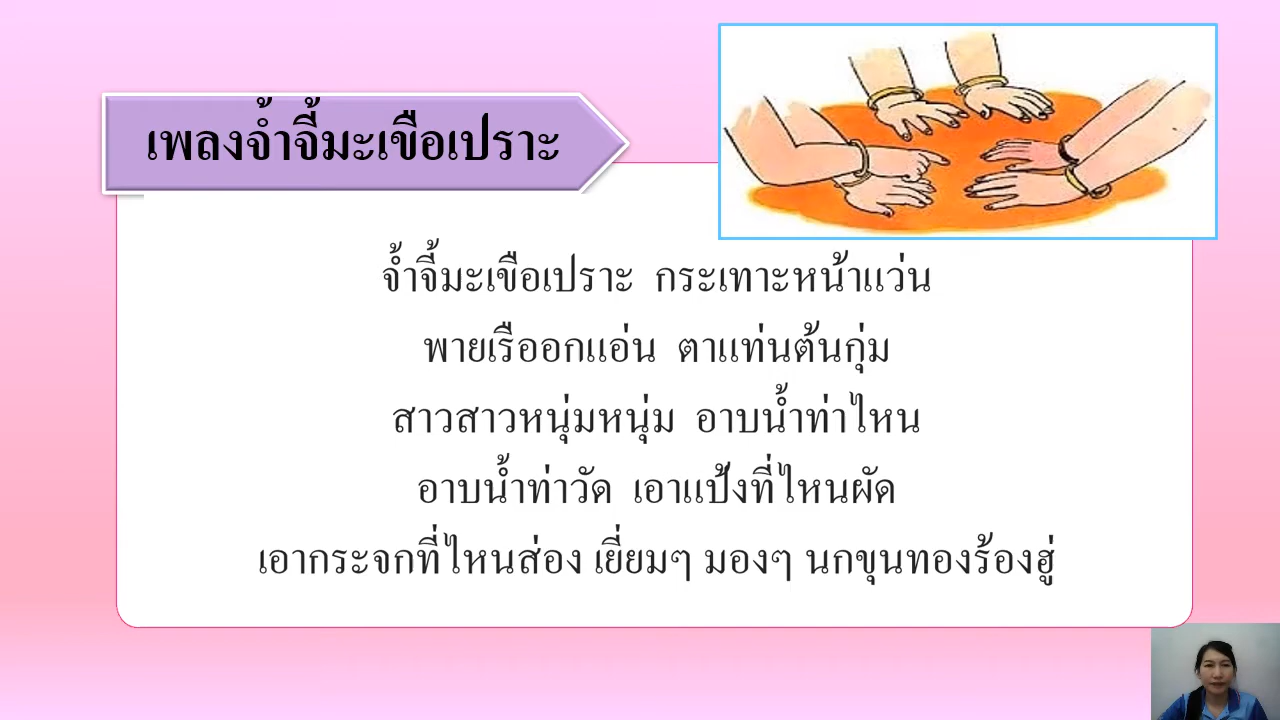 เพลงจ้ำจี้มะเขือเปราะ
จ้ำจี้มะเขือเปราะ กระเทาะหน้าแว่น
พายเรืออกแอ่น ตาแท่นต้นกุ่ม
สาวสาวหนุ่มหนุ่ม อาบน้ำท่าไหน
อาบน้ำท่าวัด เอาแป้งที่ไหนผัด
เอากระจกที่ไหนส่อง เยี่ยมๆ มองๆ นกขุนทองร้องฮู่